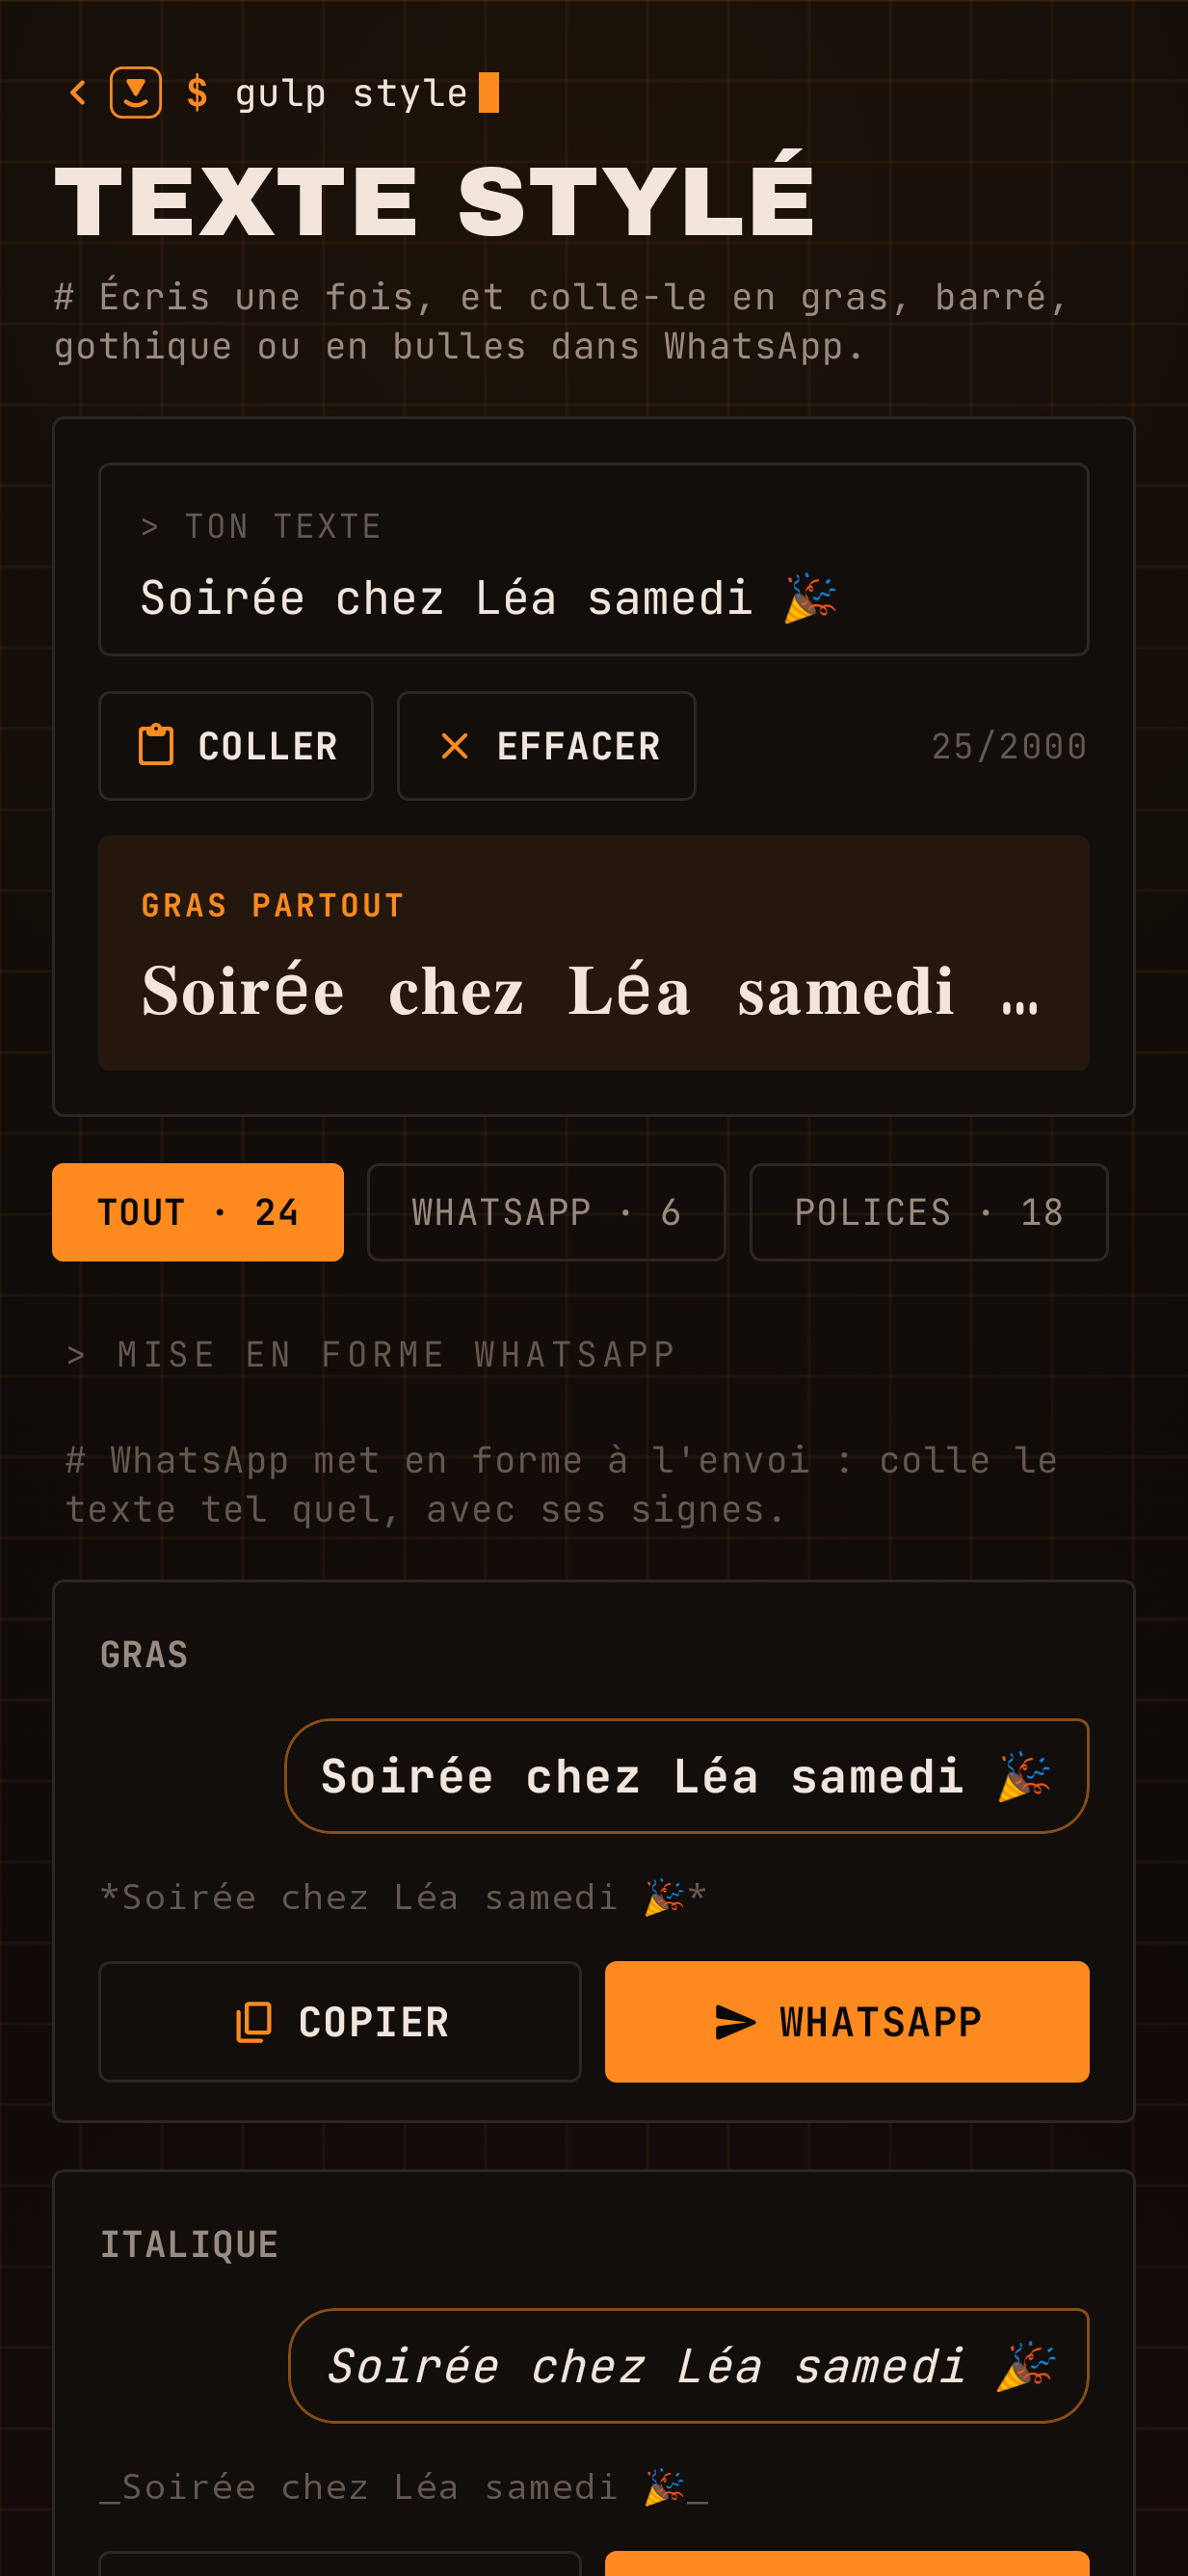 $ gulp style
TEXTE STYLÉ
# Écris une fois, et colle-le en gras, barré,
gothique ou en bulles dans WhatsApp.
> TON TEXTE
Soirée chez Léa samedi 🎉
COLLER
EFFACER
25/2000
GRAS PARTOUT
𝐒𝐨𝐢𝐫é𝐞 𝐜𝐡𝐞𝐳 𝐋é𝐚 𝐬𝐚𝐦𝐞𝐝𝐢 …
TOUT · 24
WHATSAPP · 6
POLICES · 18
> MISE EN FORME WHATSAPP
# WhatsApp met en forme à l'envoi : colle le
texte tel quel, avec ses signes.
GRAS
Soirée chez Léa samedi 🎉
*Soirée chez Léa samedi 🎉*
COPIER
WHATSAPP
ITALIQUE
Soirée chez Léa samedi 🎉
_Soirée chez Léa samedi 🎉_